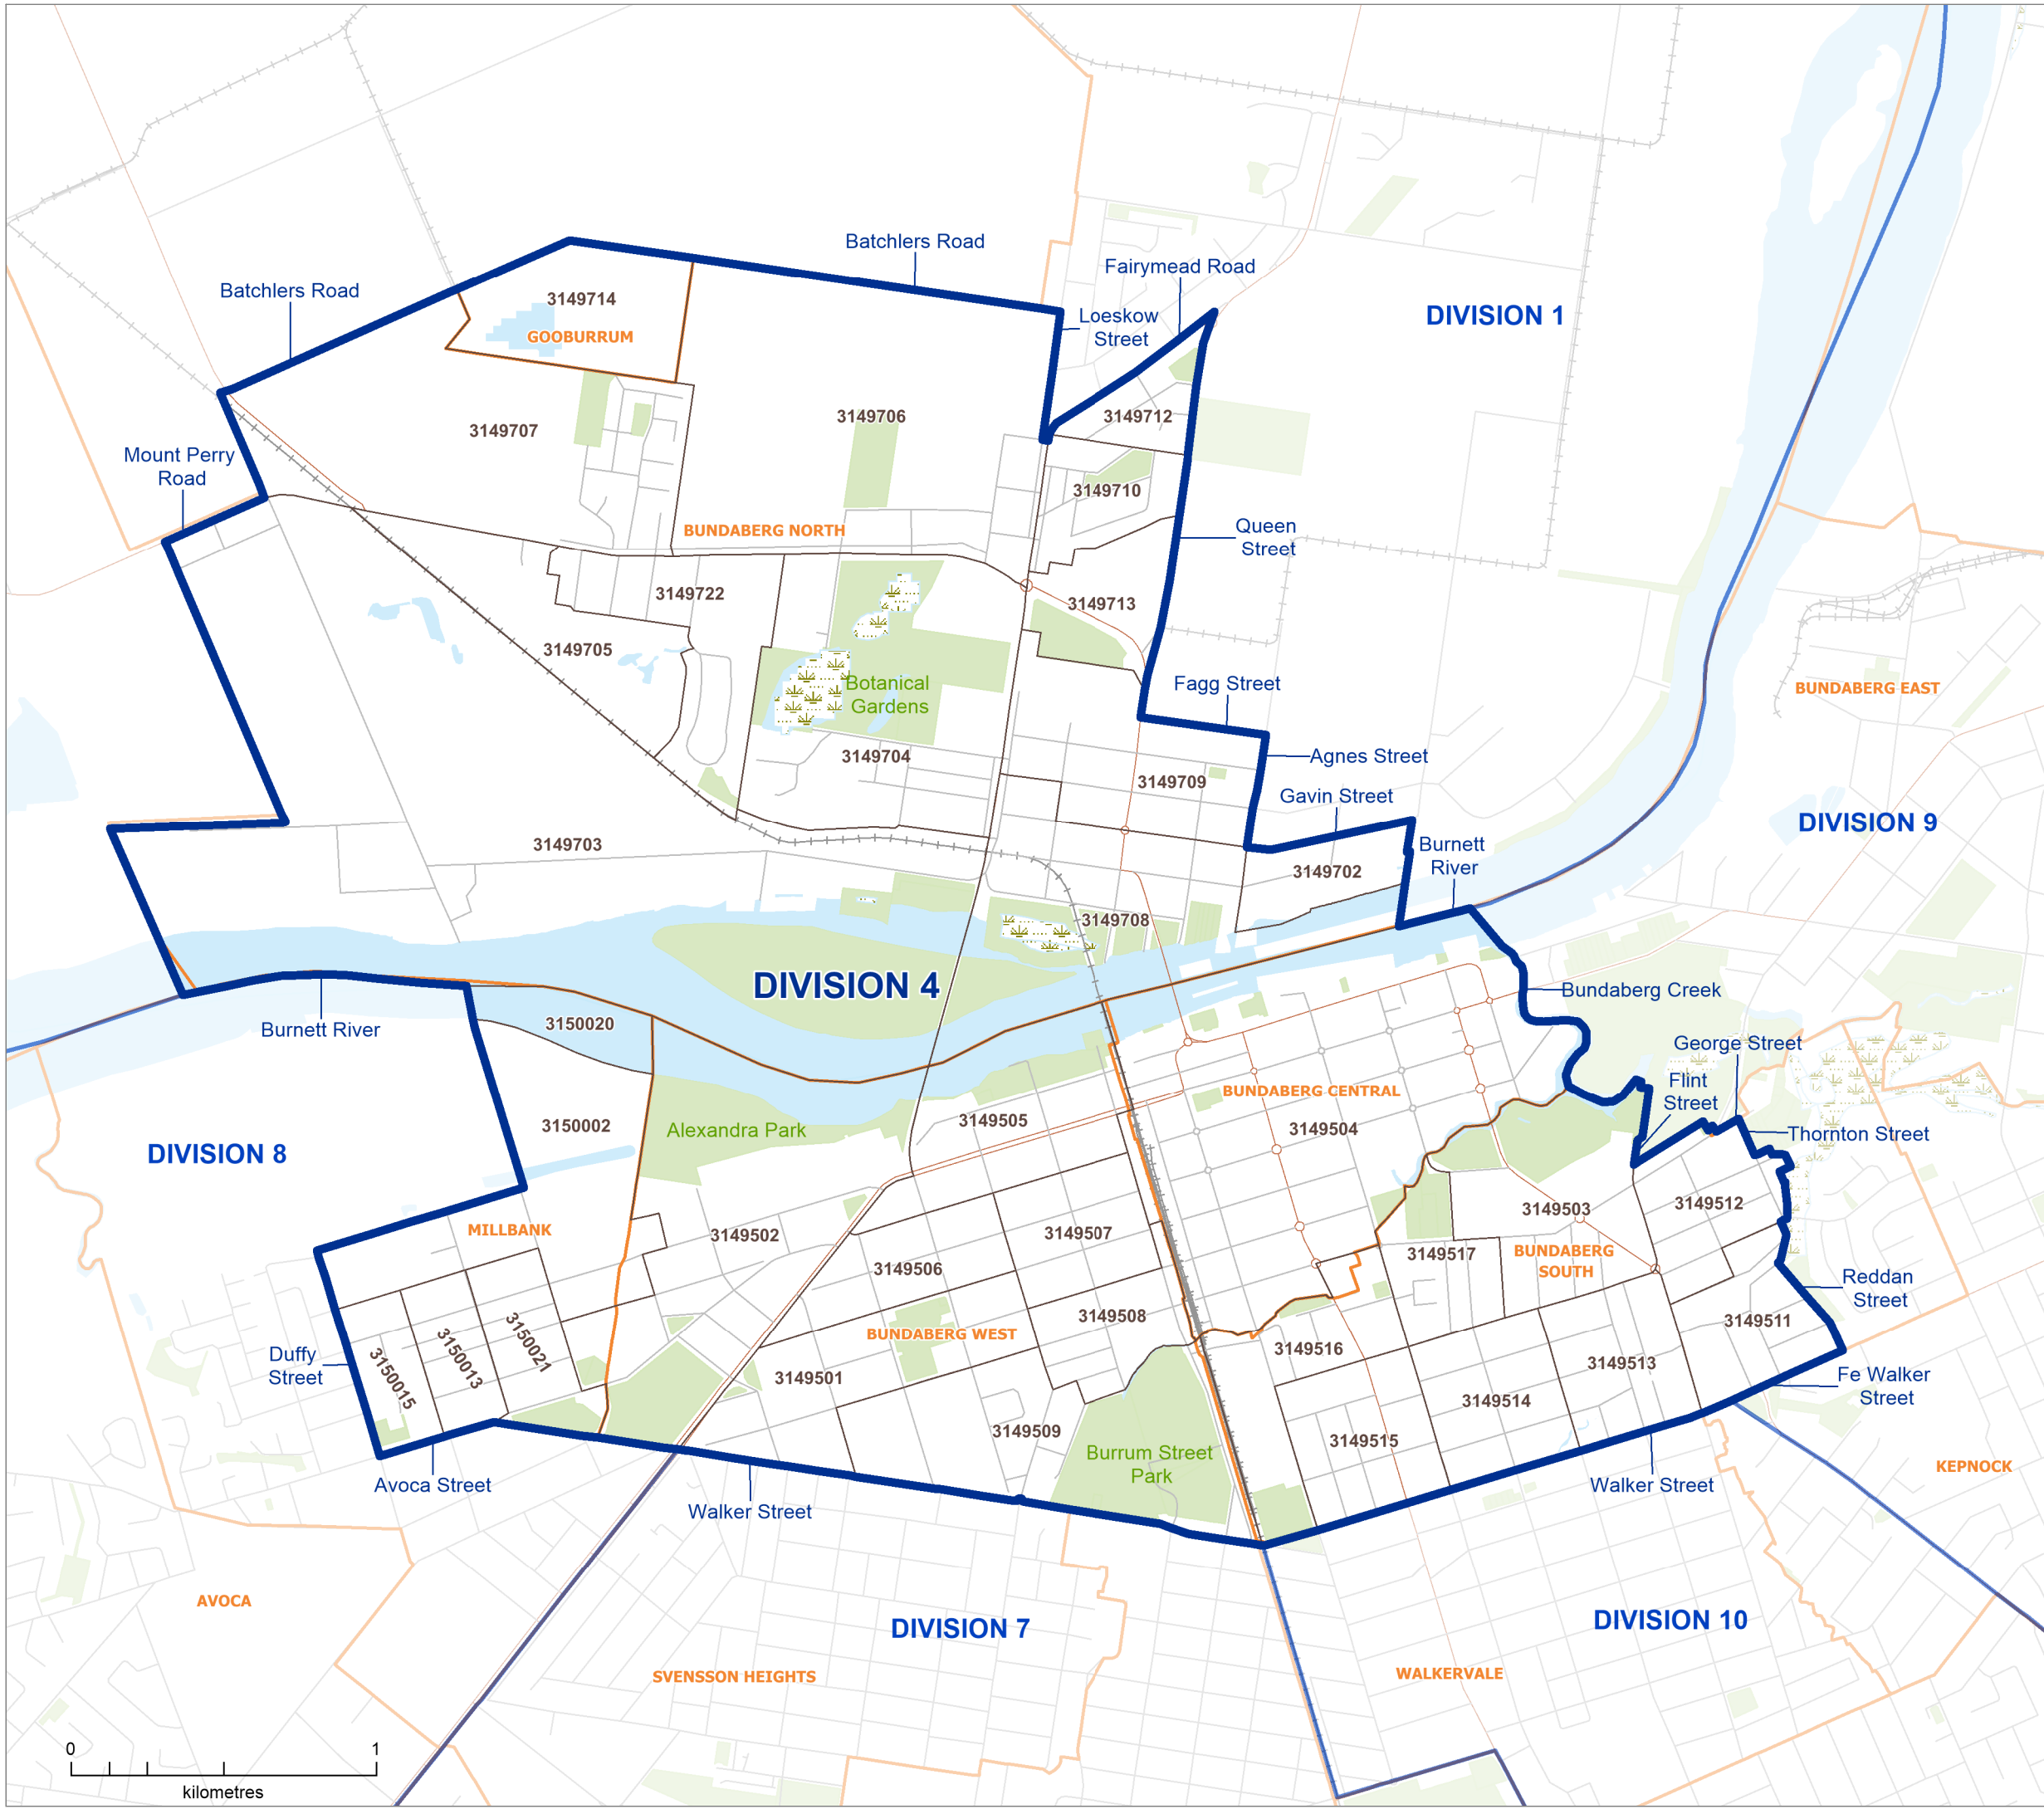 Batchlers Road
Fairymead Road
Batchlers Road
3149714
Loeskow
Street
DIVISION 1
GOOBURRUM
3149707
3149706
3149712
Mount Perry
Road
3149710
BUNDABERG NORTH
Queen
Street
3149722
3149713
3149705
Botanical
Gardens
Fagg Street
BUNDABERG EAST
3149704
Agnes Street
3149709
Gavin Street
DIVISION 9
3149703
Burnett
River
3149702
3149708
DIVISION 4
Bundaberg Creek
Burnett River
3150020
George Street
Flint
Street
BUNDABERG CENTRAL
3150002
Alexandra Park
3149505
3149504
Thornton Street
DIVISION 8
3149503
3149512
MILLBANK
3149502
3149507
3149517
BUNDABERG
SOUTH
3149506
Reddan
Street
3149508
3149511
BUNDABERG WEST
3150021
3150013
3150015
Duffy
Street
3149516
3149513
3149501
Fe Walker
Street
3149514
3149509
3149515
Burrum Street
Park
KEPNOCK
Avoca Street
Walker Street
Walker Street
AVOCA
DIVISION 7
DIVISION 10
SVENSSON HEIGHTS
WALKERVALE
0 1
kilometres